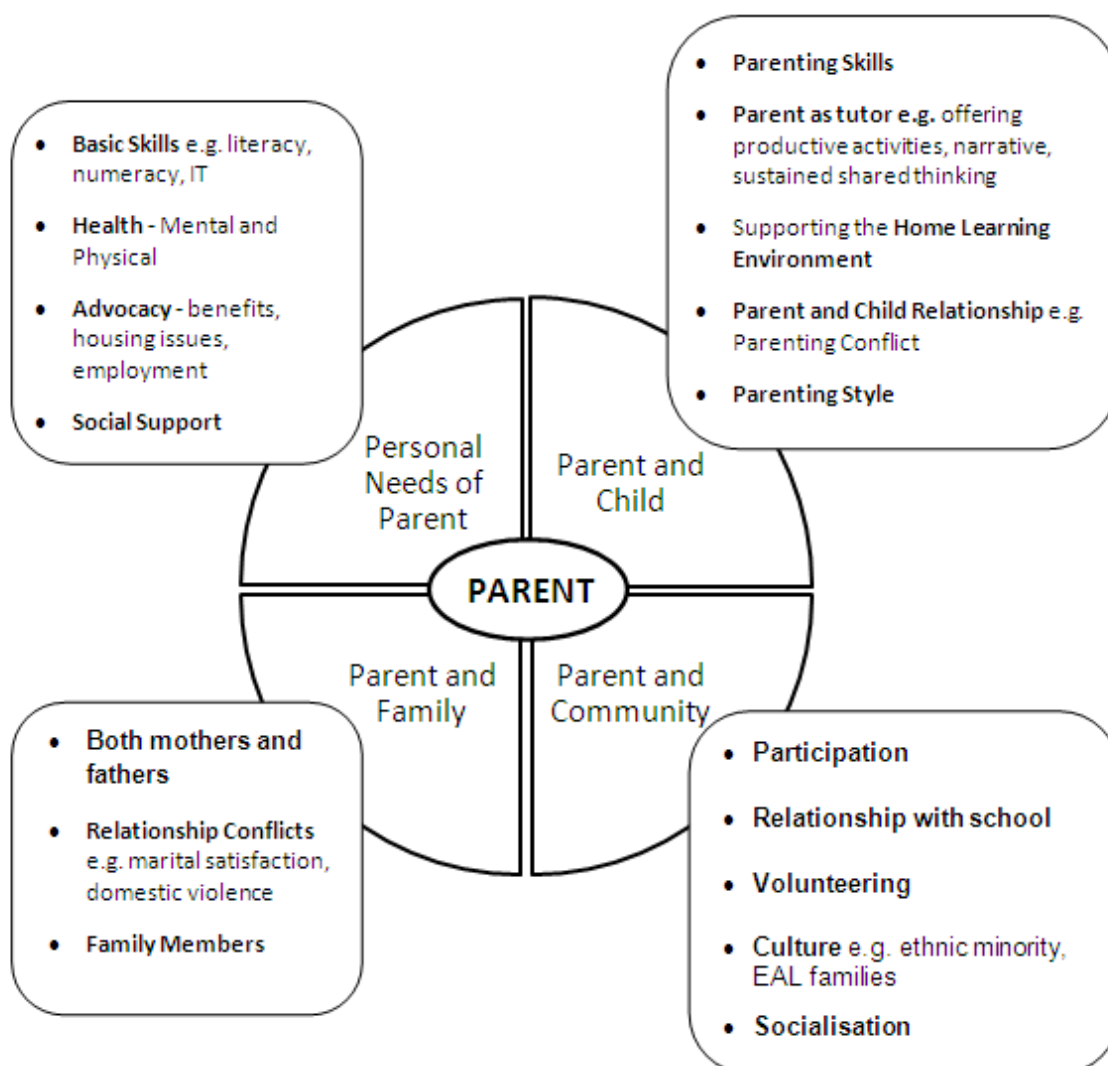 • Basic Skills e.g. literacy,
numeracy, IT
• Health - Mental and
Physical
• Advocacy - benefits,
housing issues,
employment
• Social Support
• Parenting Skills
• Parent as tutor e.g. offering
productive activities, narrative,
sustained shared thinking
• Supporting the Home Learning
Environment
• Parent and Child Relationship e.g.
Parenting Conflict
• Parenting Style
Personal
Needs of
Parent
Parent and
Child
PARENT
Parent and
Family
Parent and
Community
• Both mothers and
fathers
• Relationship Conflicts
e.g. marital satisfaction,
domestic violence
• Family Members
• Participation
• Relationship with school
• Volunteering
• Culture e.g. ethnic minority,
EAL families
• Socialisation